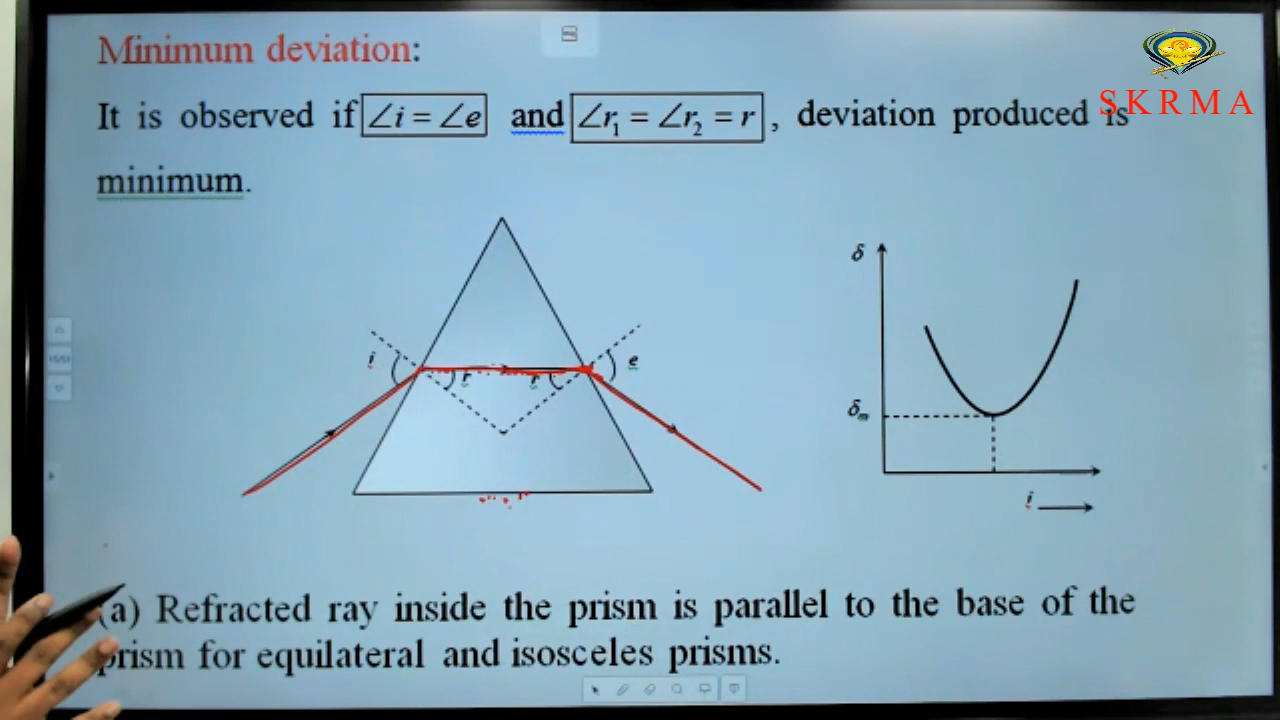 Minimum deviation:
SKRMA
It is observed if ∠i = ∠e and ∠r₁ = ∠r₂ = r, deviation produced is
minimum.
δ
i
r
r
e
δₘ
i
(a) Refracted ray inside the prism is parallel to the base of the
prism for equilateral and isosceles prisms.